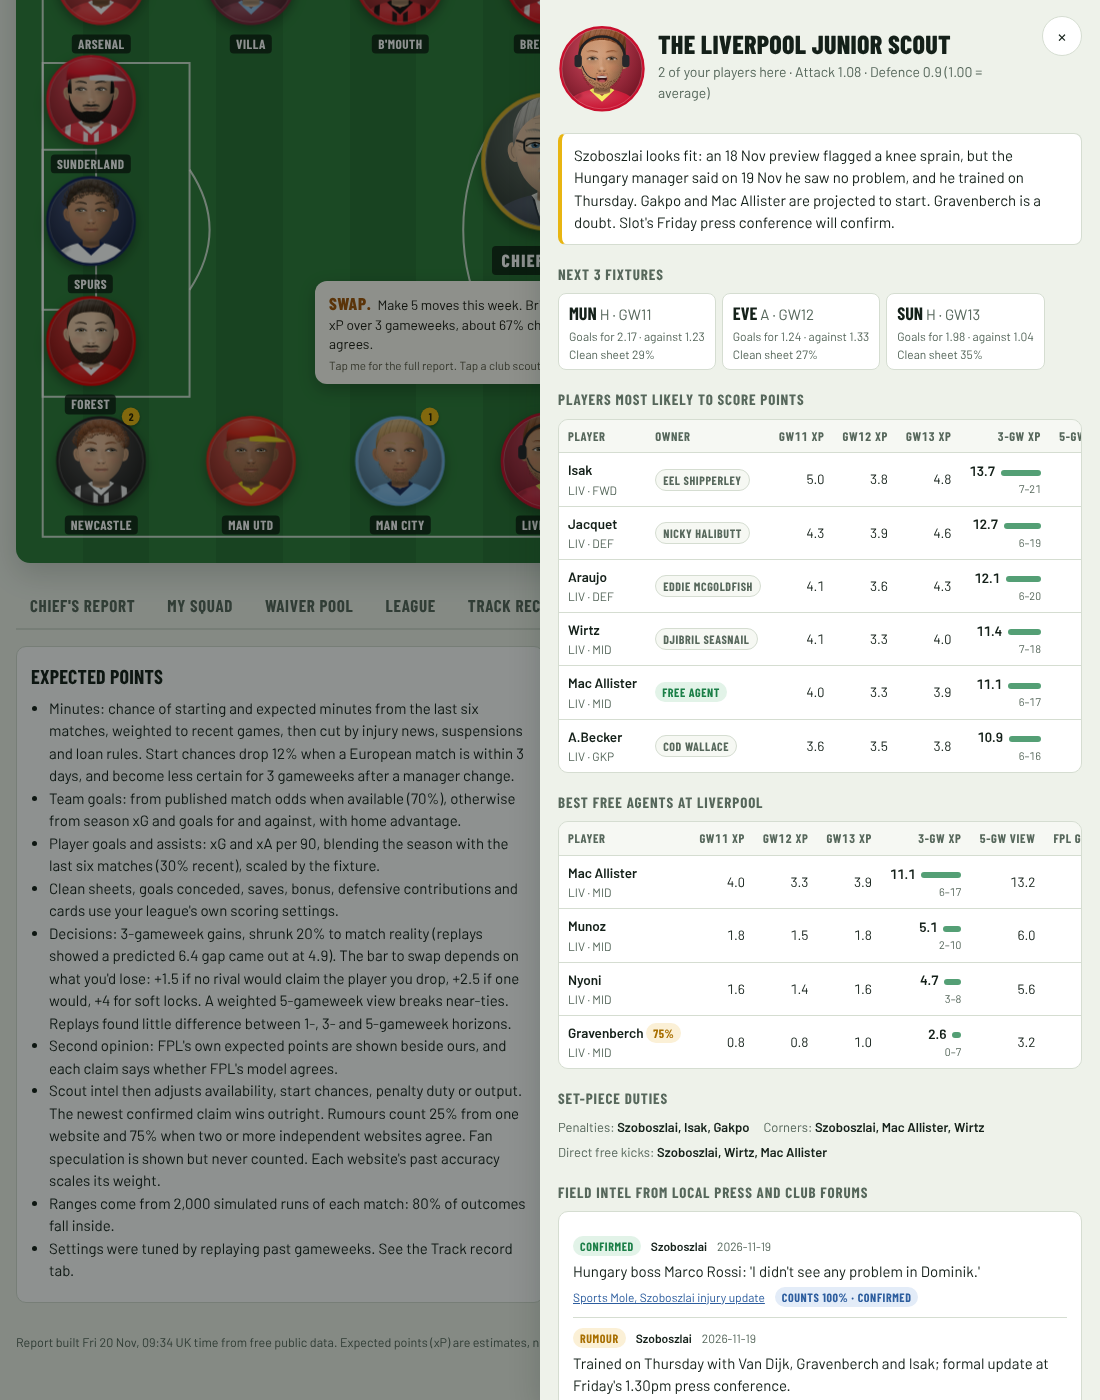 ARSENAL
VILLA
B'MOUTH
BRE
SUNDERLAND
SPURS
CHIEF
SWAP. Make 5 moves this week. Br
xP over 3 gameweeks, about 67% ch
agrees.
Tap me for the full report. Tap a club scout
FOREST
2
1
NEWCASTLE
MAN UTD
MAN CITY
LIV
CHIEF'S REPORT
MY SQUAD
WAIVER POOL
LEAGUE
TRACK REC
EXPECTED POINTS
• Minutes: chance of starting and expected minutes from the last six
matches, weighted to recent games, then cut by injury news, suspensions
and loan rules. Start chances drop 12% when a European match is within 3
days, and become less certain for 3 gameweeks after a manager change.
• Team goals: from published match odds when available (70%), otherwise
from season xG and goals for and against, with home advantage.
• Player goals and assists: xG and xA per 90, blending the season with the
last six matches (30% recent), scaled by the fixture.
• Clean sheets, goals conceded, saves, bonus, defensive contributions and
cards use your league's own scoring settings.
• Decisions: 3-gameweek gains, shrunk 20% to match reality (replays
showed a predicted 6.4 gap came out at 4.9). The bar to swap depends on
what you'd lose: +1.5 if no rival would claim the player you drop, +2.5 if one
would, +4 for soft locks. A weighted 5-gameweek view breaks near-ties.
Replays found little difference between 1-, 3- and 5-gameweek horizons.
• Second opinion: FPL's own expected points are shown beside ours, and
each claim says whether FPL's model agrees.
• Scout intel then adjusts availability, start chances, penalty duty or output.
The newest confirmed claim wins outright. Rumours count 25% from one
website and 75% when two or more independent websites agree. Fan
speculation is shown but never counted. Each website's past accuracy
scales its weight.
• Ranges come from 2,000 simulated runs of each match: 80% of outcomes
fall inside.
• Settings were tuned by replaying past gameweeks. See the Track record
tab.
Report built Fri 20 Nov, 09:34 UK time from free public data. Expected points (xP) are estimates, n
×
THE LIVERPOOL JUNIOR SCOUT
2 of your players here · Attack 1.08 · Defence 0.9 (1.00 =
average)
Szoboszlai looks fit: an 18 Nov preview flagged a knee sprain, but the
Hungary manager said on 19 Nov he saw no problem, and he trained on
Thursday. Gakpo and Mac Allister are projected to start. Gravenberch is a
doubt. Slot's Friday press conference will confirm.
NEXT 3 FIXTURES
MUN H · GW11
Goals for 2.17 · against 1.23
Clean sheet 29%
EVE A · GW12
Goals for 1.24 · against 1.33
Clean sheet 27%
SUN H · GW13
Goals for 1.98 · against 1.04
Clean sheet 35%
PLAYERS MOST LIKELY TO SCORE POINTS
PLAYER OWNER GW11 XP GW12 XP GW13 XP 3-GW XP 5-GW
Isak EEL SHIPPERLEY 5.0 3.8 4.8 13.7
LIV · FWD 7–21
Jacquet NICKY HALIBUTT 4.3 3.9 4.6 12.7
LIV · DEF 6–19
Araujo EDDIE MCGOLDFISH 4.1 3.6 4.3 12.1
LIV · DEF 6–20
Wirtz DJIBRIL SEASNAIL 4.1 3.3 4.0 11.4
LIV · MID 7–18
Mac Allister FREE AGENT 4.0 3.3 3.9 11.1
LIV · MID 6–17
A.Becker COD WALLACE 3.6 3.5 3.8 10.9
LIV · GKP 6–16
BEST FREE AGENTS AT LIVERPOOL
PLAYER GW11 XP GW12 XP GW13 XP 3-GW XP 5-GW VIEW FPL G
Mac Allister 4.0 3.3 3.9 11.1 13.2
LIV · MID 6–17
Munoz 1.8 1.5 1.8 5.1 6.0
LIV · MID 2–10
Nyoni 1.6 1.4 1.6 4.7 5.6
LIV · MID 3–8
Gravenberch 75% 0.8 0.8 1.0 2.6 3.2
LIV · MID 0–7
SET-PIECE DUTIES
Penalties: Szoboszlai, Isak, Gakpo Corners: Szoboszlai, Mac Allister, Wirtz
Direct free kicks: Szoboszlai, Wirtz, Mac Allister
FIELD INTEL FROM LOCAL PRESS AND CLUB FORUMS
CONFIRMED Szoboszlai 2026-11-19
Hungary boss Marco Rossi: 'I didn't see any problem in Dominik.'
Sports Mole, Szoboszlai injury update COUNTS 100% · CONFIRMED
RUMOUR Szoboszlai 2026-11-19
Trained on Thursday with Van Dijk, Gravenberch and Isak; formal update at
Friday's 1.30pm press conference.